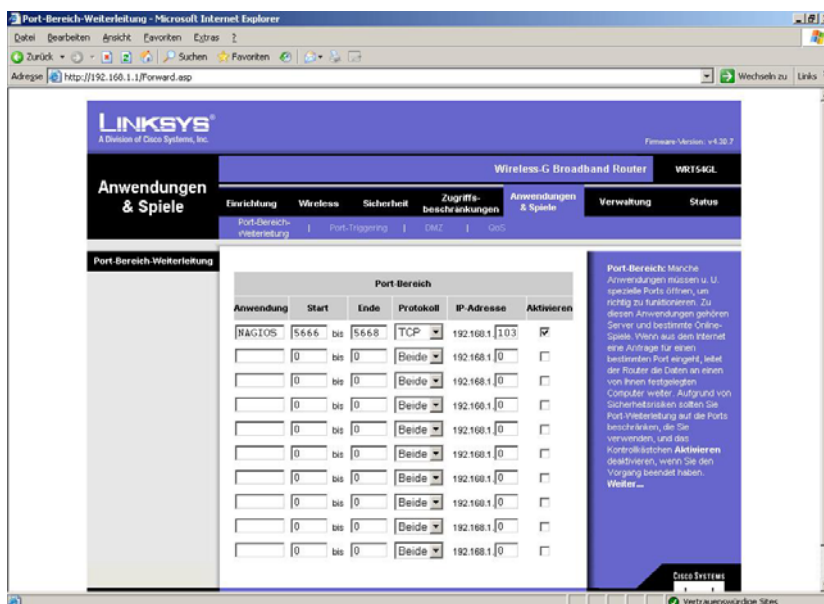 Port-Bereich-Weiterleitung - Microsoft Internet Explorer
Datei Bearbeiten Ansicht Favoriten Extras ?
Zurück Suchen Favoriten
Adresse http://192.168.1.1/Forward.asp Wechseln zu Links
LINKSYS®
A Division of Cisco Systems, Inc.
Firmware-Version: v4.30.7
Wireless-G Broadband Router WRT54GL
Anwendungen & Spiele
Einrichtung Wireless Sicherheit Zugriffs-beschränkungen Anwendungen & Spiele Verwaltung Status
Port-Bereich-Weiterleitung | Port-Triggering | DMZ | QoS
Port-Bereich-Weiterleitung
Port-Bereich
Anwendung Start Ende Protokoll IP-Adresse Aktivieren
NAGIOS 5666 bis 5668 TCP 192.168.1.103
0 bis 0 Beide 192.168.1.0
0 bis 0 Beide 192.168.1.0
0 bis 0 Beide 192.168.1.0
0 bis 0 Beide 192.168.1.0
0 bis 0 Beide 192.168.1.0
0 bis 0 Beide 192.168.1.0
0 bis 0 Beide 192.168.1.0
0 bis 0 Beide 192.168.1.0
0 bis 0 Beide 192.168.1.0
Port-Bereich: Manche
Anwendungen müssen u. U.
spezielle Ports öffnen, um
richtig zu funktionieren. Zu
diesen Anwendungen gehören
Server und bestimmte Online-
Spiele. Wenn aus dem Internet
eine Anfrage für einen
bestimmten Port eingeht, leitet
der Router die Daten an einen
von Ihnen festgelegten
Computer weiter. Aufgrund von
Sicherheitsrisiken sollten Sie
Port-Weiterleitung auf die Ports
beschränken, die Sie
verwenden, und das
Kontrollkästchen Aktivieren
deaktivieren, wenn Sie den
Vorgang beendet haben.
Weiter...
CISCO SYSTEMS
Vertrauenswürdige Sites